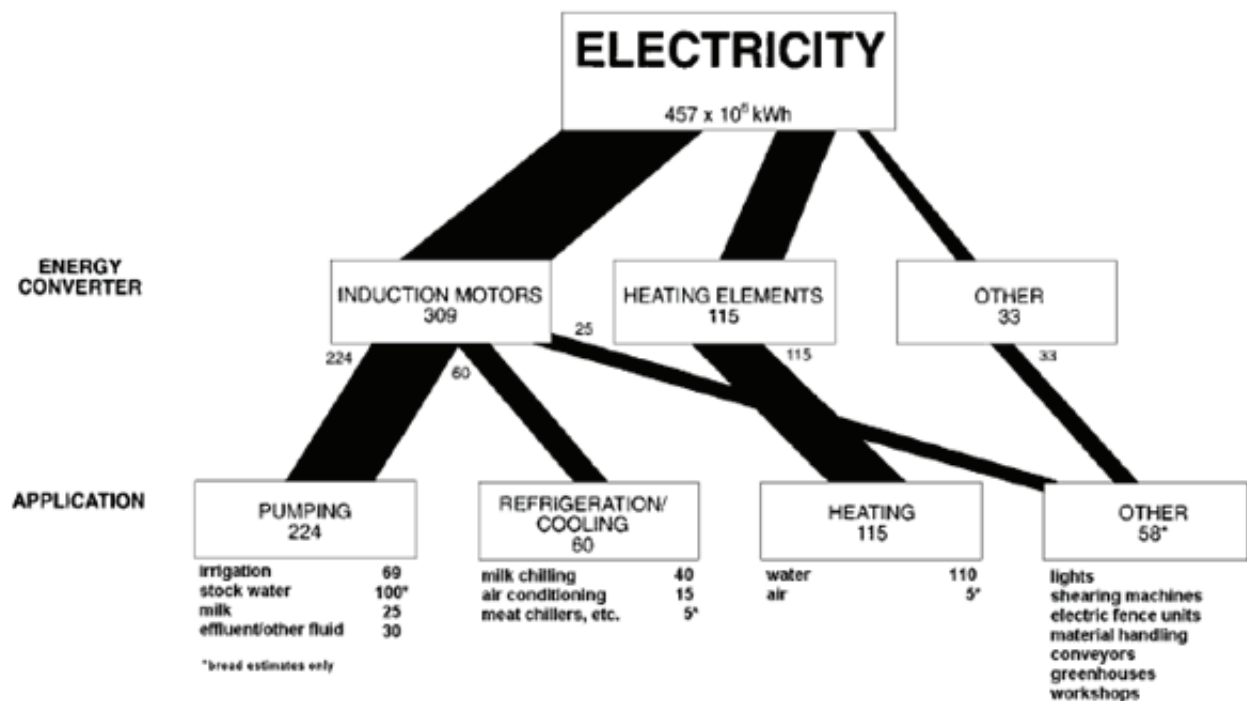 ELECTRICITY
457 x 10⁶ kWh
ENERGY
CONVERTER
INDUCTION MOTORS
309
HEATING ELEMENTS
115
OTHER
33
224
60
25
115
33
APPLICATION
PUMPING
224
REFRIGERATION/
COOLING
60
HEATING
115
OTHER
58*
irrigation 69
stock water 100*
milk 25
effluent/other fluid 30
*broad estimates only
milk chilling 40
air conditioning 15
meat chillers, etc. 5*
water 110
air 5*
lights
shearing machines
electric fence units
material handling
conveyors
greenhouses
workshops